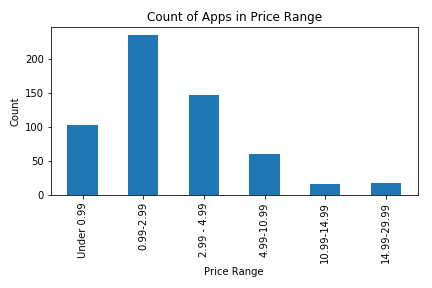 Count of Apps in Price Range
Count
200
150
100
50
0
Under 0.99
0.99-2.99
2.99 - 4.99
4.99-10.99
10.99-14.99
14.99-29.99
Price Range